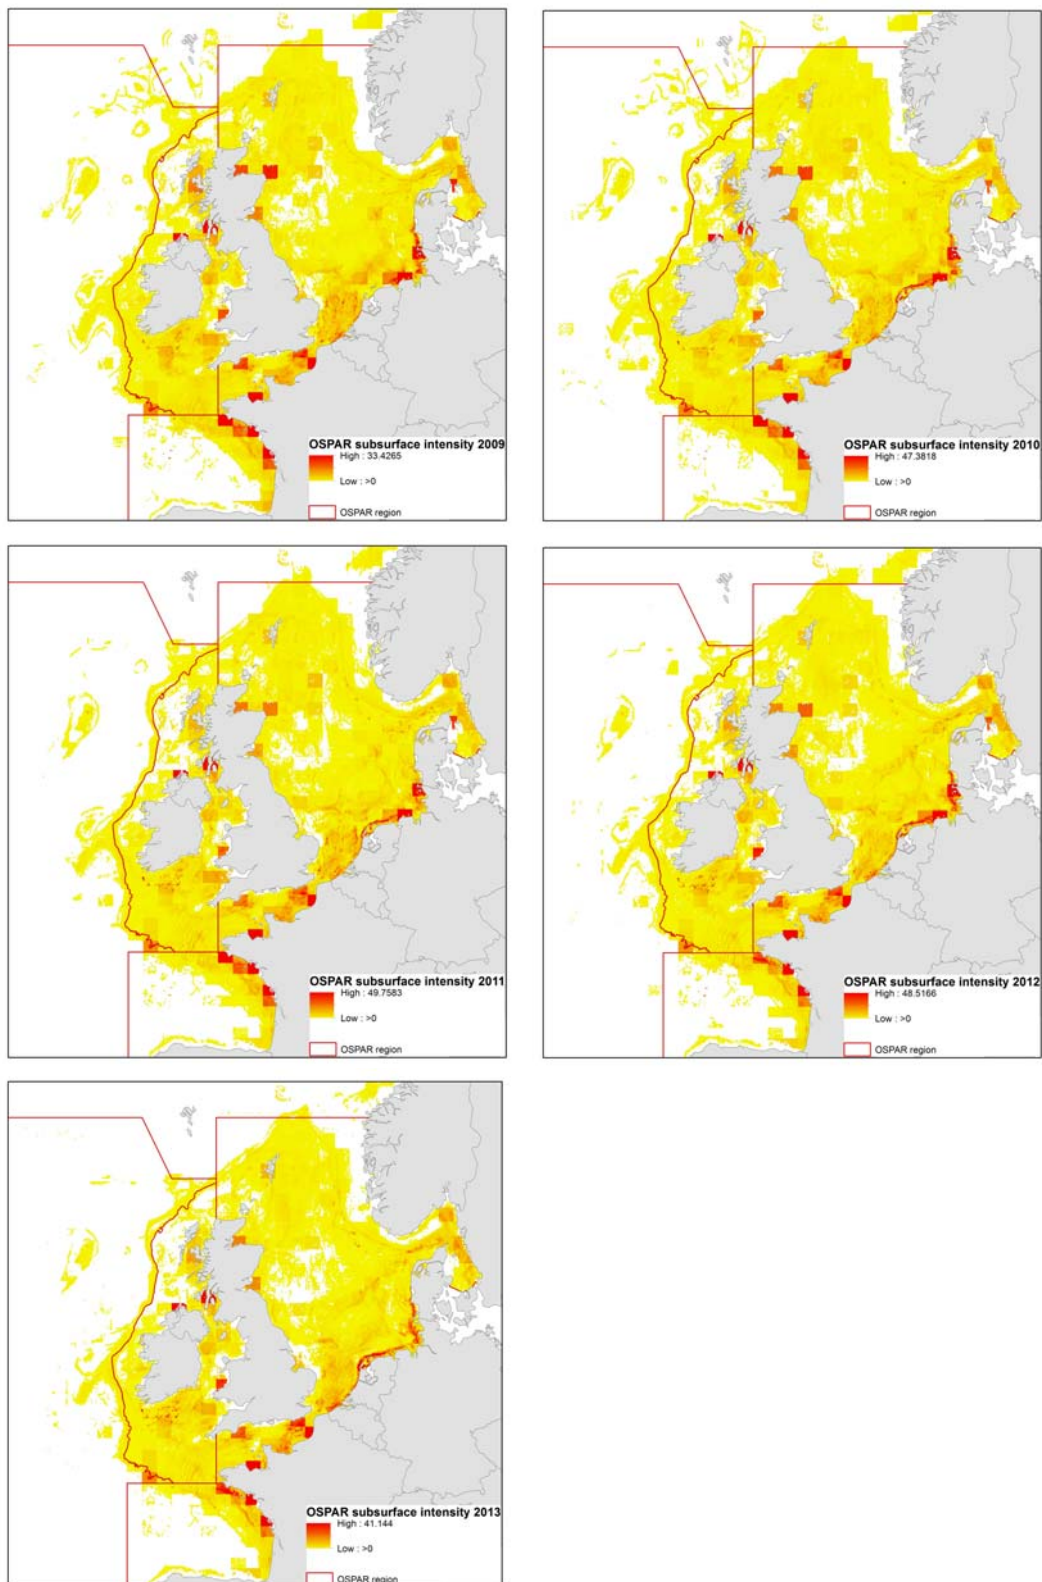 OSPAR subsurface intensity 2009
High : 33.4265
Low : >0
OSPAR region
OSPAR subsurface intensity 2010
High : 47.3818
Low : >0
OSPAR region
OSPAR subsurface intensity 2011
High : 49.7583
Low : >0
OSPAR region
OSPAR subsurface intensity 2012
High : 48.5166
Low : >0
OSPAR region
OSPAR subsurface intensity 2013
High : 41.144
Low : >0
OSPAR region